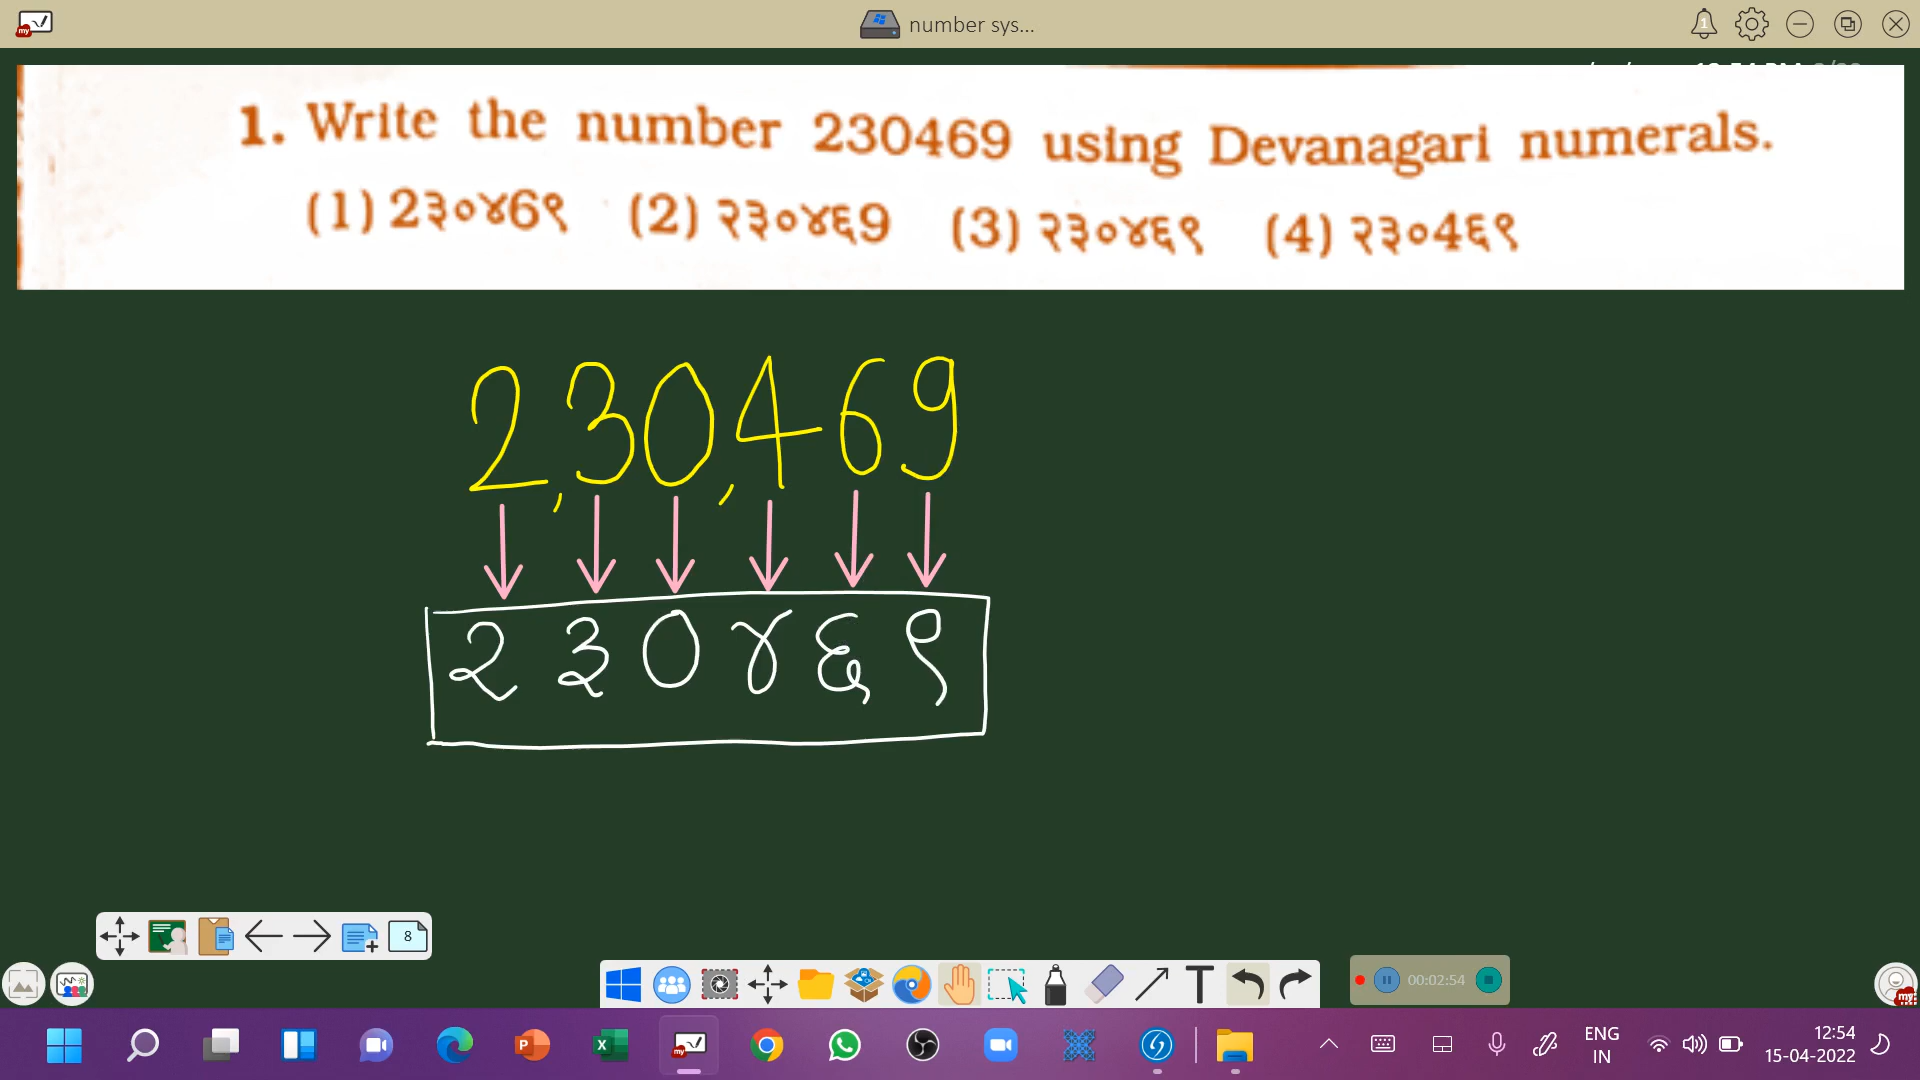 number sys...
1. Write the number 230469 using Devanagari numerals.
(1) 2३०४6९ (2) २३०४६9 (3) २३०४६९ (4) २३०4६९
2,30,469
२३०४६९
8
00:02:54
ENG
IN
12:54
15-04-2022